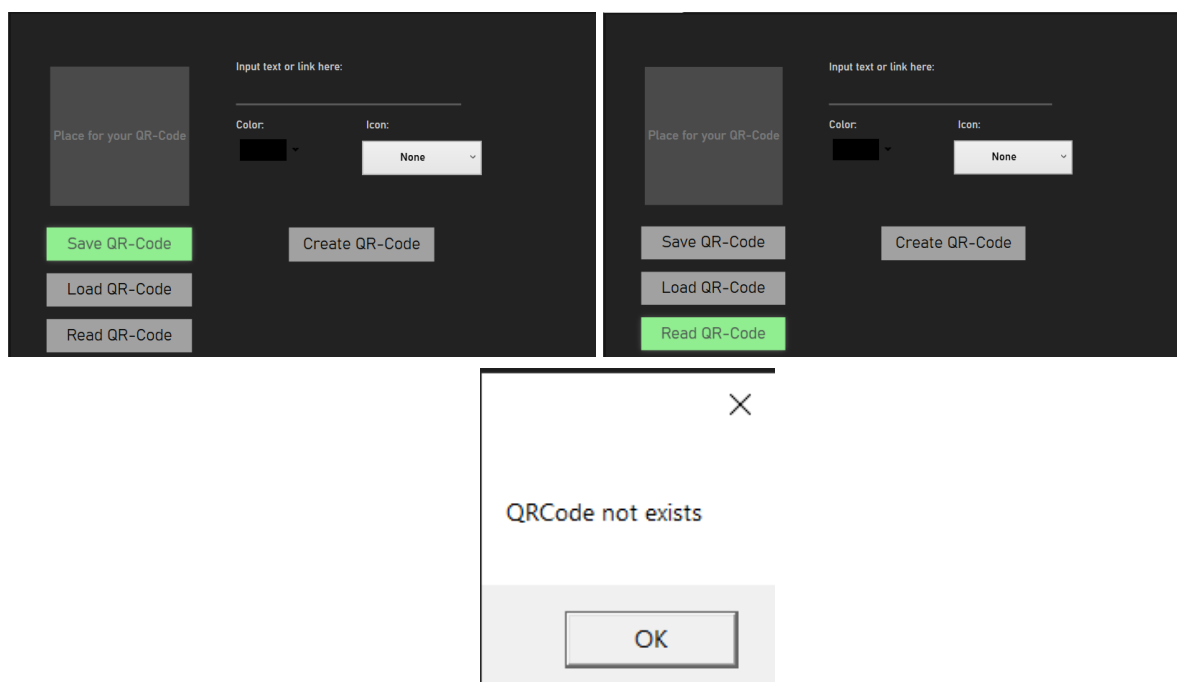 Input text or link here:
Place for your QR-Code
Color:
Icon:
None
Save QR-Code
Create QR-Code
Load QR-Code
Read QR-Code
Input text or link here:
Place for your QR-Code
Color:
Icon:
None
Save QR-Code
Create QR-Code
Load QR-Code
Read QR-Code
QRCode not exists
OK